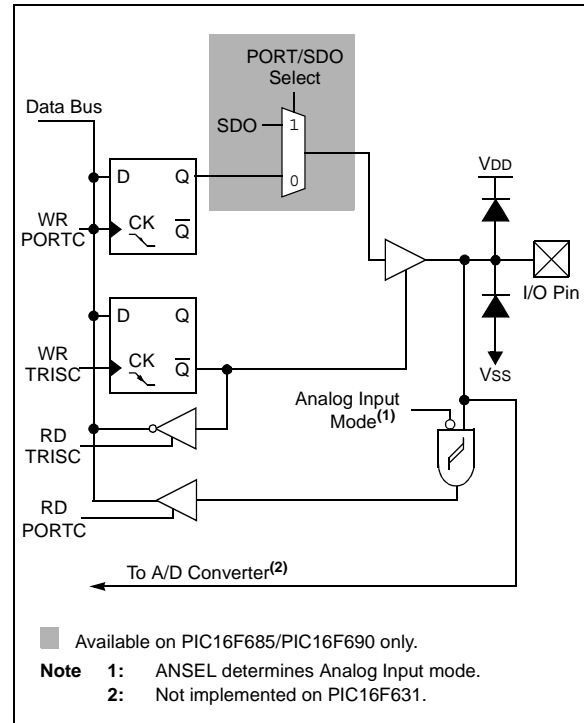 PORT/SDO
Select
Data Bus
SDO
1
0
VDD
D Q
WR
PORTC
CK
Q
I/O Pin
D Q
WR
TRISC
CK
Q
VSS
Analog Input
Mode(1)
RD
TRISC
RD
PORTC
To A/D Converter(2)
Available on PIC16F685/PIC16F690 only.
Note 1: ANSEL determines Analog Input mode.
2: Not implemented on PIC16F631.